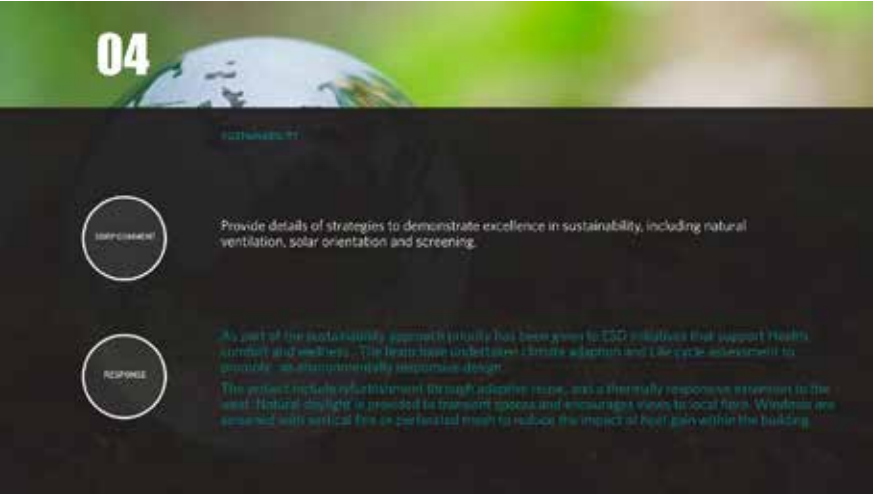 04
SUSTAINABILITY
Provide details of strategies to demonstrate excellence in sustainability, including natural
ventilation, solar orientation and screening.
As part of the sustainability approach priority has been given to ESD initiatives that support Health,
comfort and wellness. The team have undertaken climate adaption and Life cycle assessment to
an environmentally responsive design.
RESPONSE
The project include refurbishment through adaptive reuse, and a thermally responsive extension to the
west. Natural daylight is provided to transient spaces and encourages views to local flora. Windows are
screened with vertical fins or perforated mesh to reduce the impact of heat gain within the building.